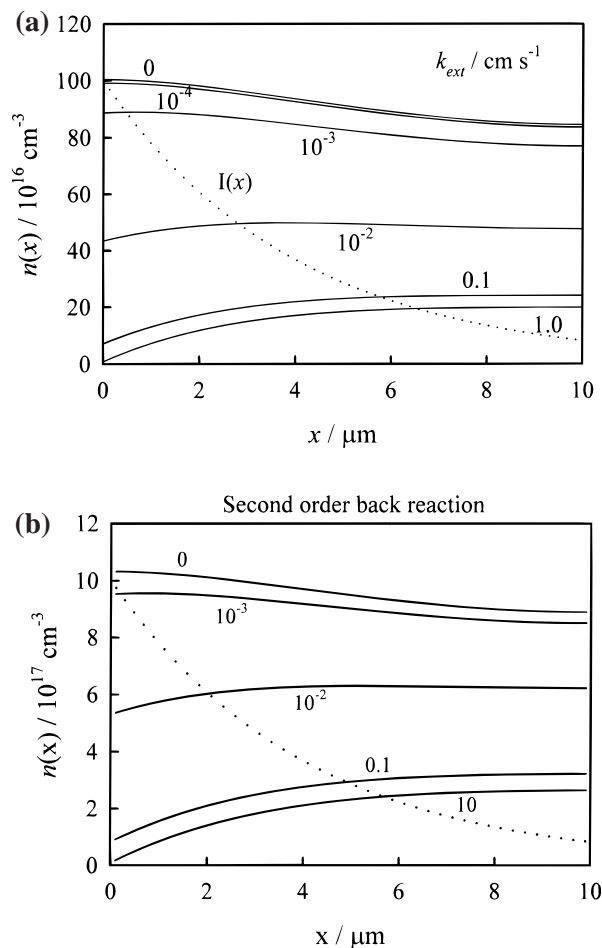 (a)
120
100
80
60
40
20
0
n(x) / 10^16 cm^-3
0
k_ext / cm s^-1
10^-4
10^-3
I(x)
10^-2
0.1
1.0
0 2 4 6 8 10
x / μm
Second order back reaction
(b)
12
10
8
6
4
2
0
n(x) / 10^17 cm^-3
0
10^-3
10^-2
0.1
10
0 2 4 6 8 10
x / μm